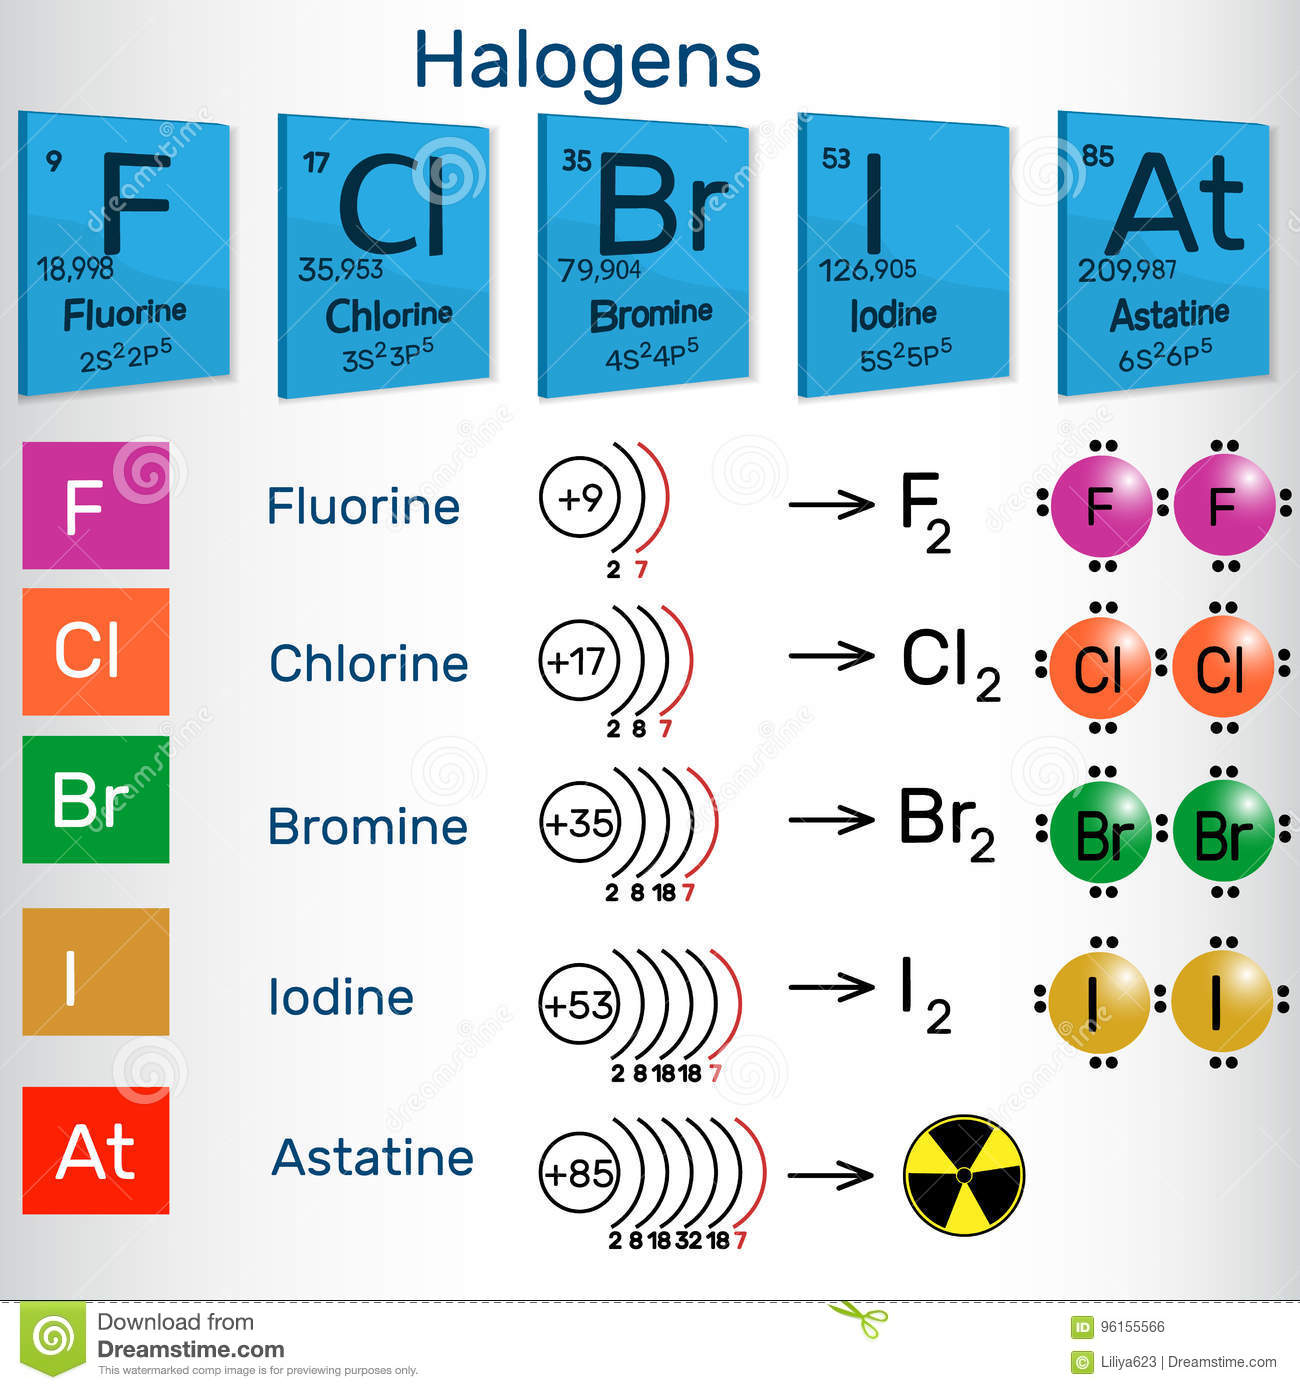 Halogens
9 F
18,998
Fluorine
2S²2P⁵
17 Cl
35,953
Chlorine
3S²3P⁵
35 Br
79,904
Bromine
4S²4P⁵
53 I
126,905
Iodine
5S²5P⁵
85 At
209,987
Astatine
6S²6P⁵
F Fluorine +9 F₂ F F
2 7
Cl Chlorine +17 Cl₂ Cl Cl
2 8 7
Br Bromine +35 Br₂ Br Br
2 8 18 7
I Iodine +53 I₂ I I
2 8 18 18 7
At Astatine +85
2 8 18 32 18 7
Download from
Dreamstime.com
This watermarked comp image is for previewing purposes only.
ID 96155566
© Liliya623 | Dreamstime.com